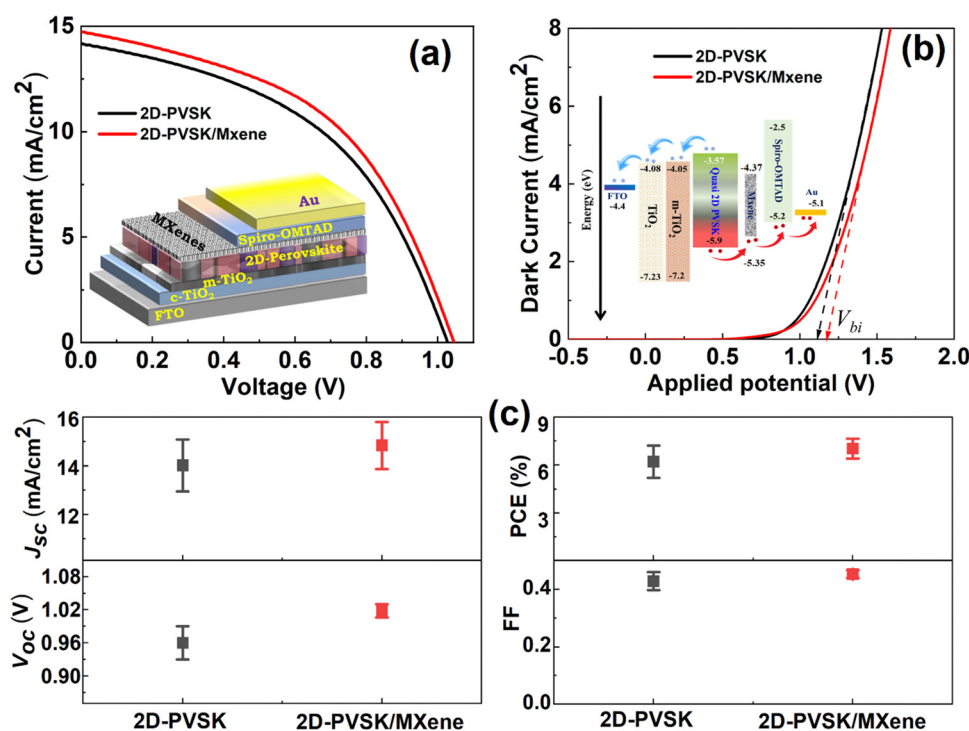 (a)
Current (mA/cm²)
15
10
5
0
2D-PVSK
2D-PVSK/Mxene
Au
MXenes
Spiro-OMTAD
2D-Perovskite
m-TiO₂
c-TiO₂
FTO
0.0 0.2 0.4 0.6 0.8 1.0
Voltage (V)
(b)
Dark Current (mA/cm²)
8
6
4
2
0
2D-PVSK
2D-PVSK/Mxene
Energy (eV)
-2.5
-4.08
-4.05
-3.57
-4.37
FTO
-4.4
TiO₂
m-TiO₂
Quasi 2D PVSK
Mxene
Spiro-OMTAD
Au
-5.1
-5.2
-5.9
-5.35
-7.23
-7.2
Vbi
-0.5 0.0 0.5 1.0 1.5 2.0
Applied potential (V)
(c)
JSC (mA/cm²)
16
14
12
VOC (V)
1.08
1.02
0.96
0.90
2D-PVSK 2D-PVSK/MXene
PCE (%)
9
6
3
FF
0.4
0.0
2D-PVSK 2D-PVSK/MXene